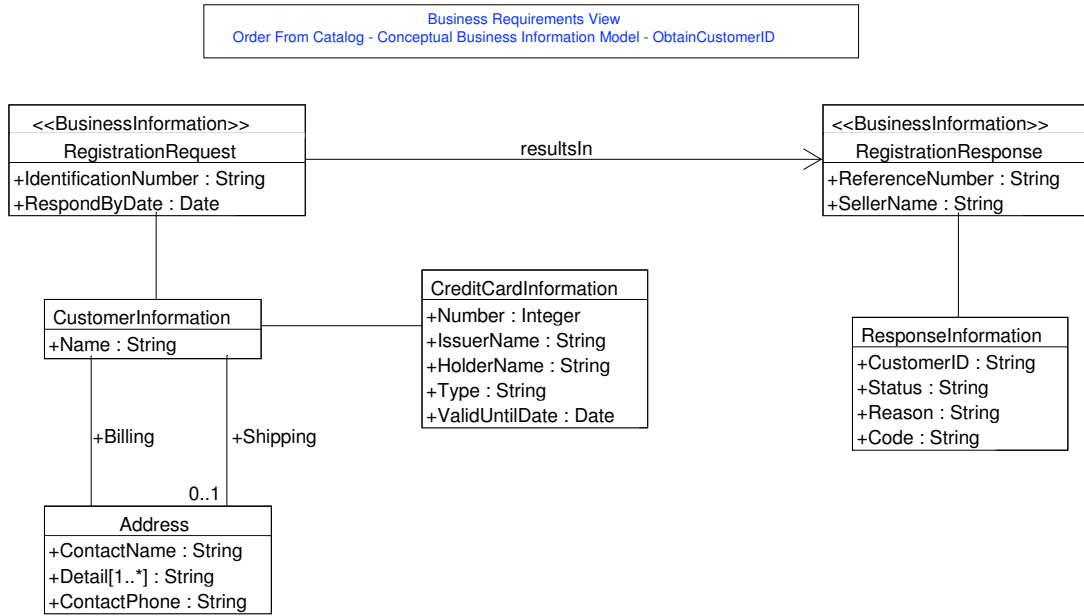 Business Requirements View
Order From Catalog - Conceptual Business Information Model - ObtainCustomerID
<<BusinessInformation>>
RegistrationRequest
+IdentificationNumber : String
+RespondByDate : Date
resultsIn
<<BusinessInformation>>
RegistrationResponse
+ReferenceNumber : String
+SellerName : String
CustomerInformation
+Name : String
CreditCardInformation
+Number : Integer
+IssuerName : String
+HolderName : String
+Type : String
+ValidUntilDate : Date
ResponseInformation
+CustomerID : String
+Status : String
+Reason : String
+Code : String
+Billing
+Shipping
0..1
Address
+ContactName : String
+Detail[1..*] : String
+ContactPhone : String